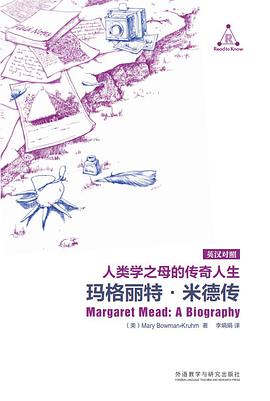 R
Read to Know
英汉对照
人类学之母的传奇人生
玛格丽特·米德传
Margaret Mead: A Biography
（美）Mary Bowman-Kruhm 著 李娟娟 译
外语教学与研究出版社
FOREIGN LANGUAGE TEACHING AND RESEARCH PRESS